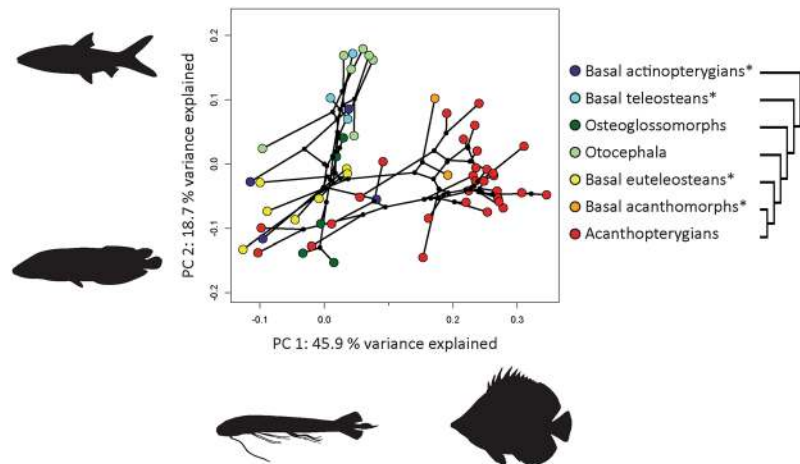 0.2
0.1
0.0
-0.1
-0.2
PC 2: 18.7 % variance explained
-0.1
0.0
0.2
0.3
PC 1: 45.9 % variance explained
Basal actinopterygians*
Basal teleosteans*
Osteoglossomorphs
Otocephala
Basal euteleosteans*
Basal acanthomorphs*
Acanthopterygians